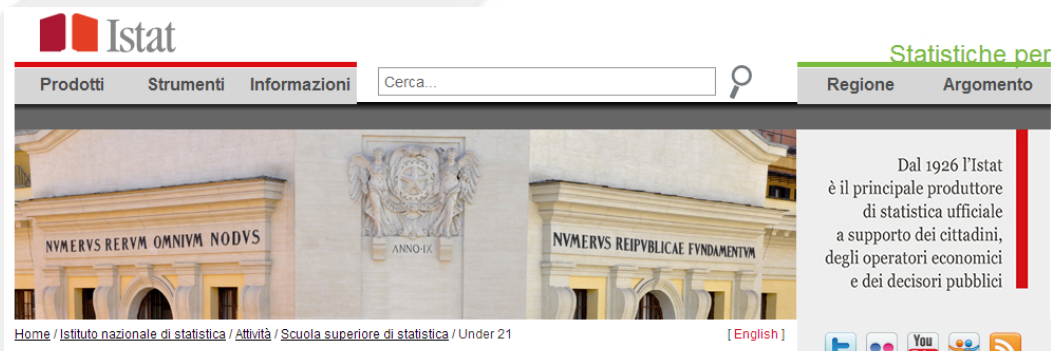 Istat
Statistiche per
Prodotti Strumenti Informazioni Cerca... Regione Argomento
Dal 1926 l'Istat
è il principale produttore
di statistica ufficiale
a supporto dei cittadini,
degli operatori economici
e dei decisori pubblici
NVMERVS RERVM OMNIVM NODVS
ANNO·IX
NVMERVS REIPVBLICAE FVNDAMENTVM
Home / Istituto nazionale di statistica / Attività / Scuola superiore di statistica / Under 21 [ English ]
You